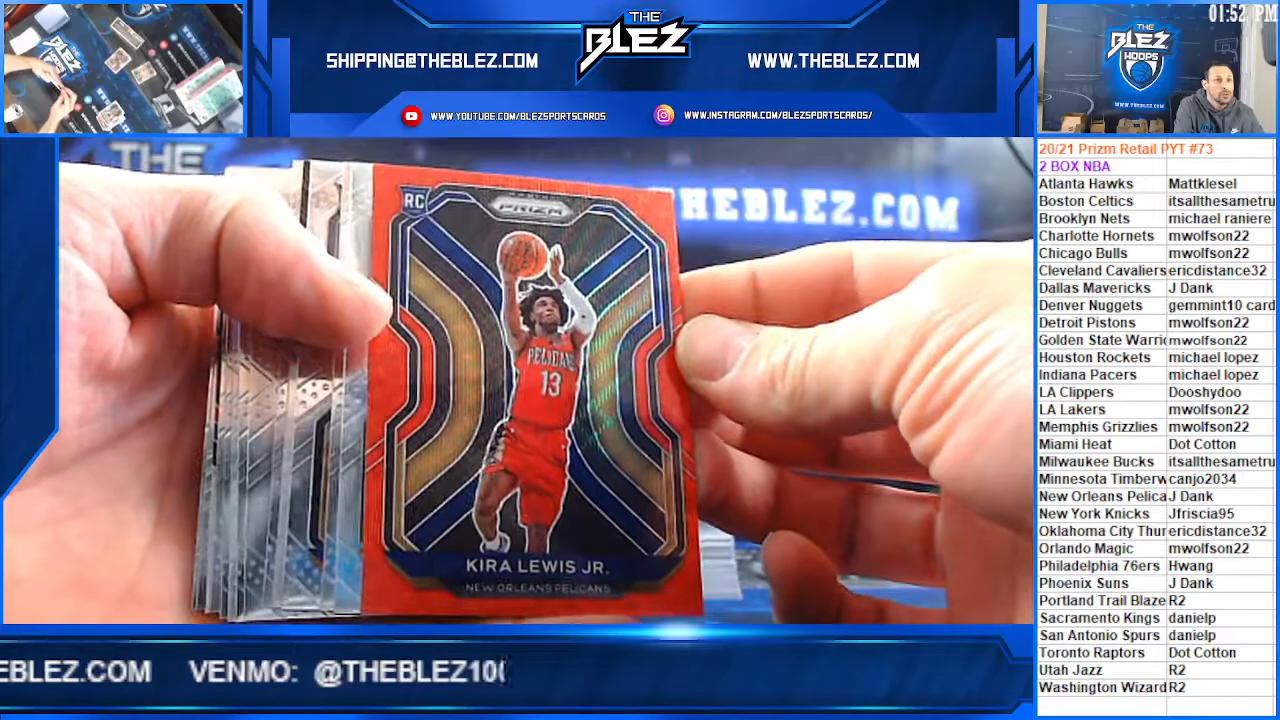 THE
BLEZ
SHIPPING@THEBLEZ.COM
WWW.THEBLEZ.COM
WWW.YOUTUBE.COM/BLEZSPORTSCARDS
WWW.INSTAGRAM.COM/BLEZSPORTSCARDS/
01:52 PM
THE
BLEZ
HOOPS
WWW.THEBLEZ.COM
20/21 Prizm Retail PYT #73
2 BOX NBA
Atlanta Hawks Mattklesel
Boston Celtics itsallthesametru
Brooklyn Nets michael raniere
Charlotte Hornets mwolfson22
Chicago Bulls mwolfson22
Cleveland Cavaliers ericdistance32
Dallas Mavericks J Dank
Denver Nuggets gemmint10 card
Detroit Pistons mwolfson22
Golden State Warri mwolfson22
Houston Rockets michael lopez
Indiana Pacers michael lopez
LA Clippers Dooshydoo
LA Lakers mwolfson22
Memphis Grizzlies mwolfson22
Miami Heat Dot Cotton
Milwaukee Bucks itsallthesametru
Minnesota Timberw canjo2034
New Orleans Pelica J Dank
New York Knicks Jfriscia95
Oklahoma City Thun ericdistance32
Orlando Magic mwolfson22
Philadelphia 76ers Hwang
Phoenix Suns J Dank
Portland Trail Blaze R2
Sacramento Kings danielp
San Antonio Spurs danielp
Toronto Raptors Dot Cotton
Utah Jazz R2
Washington Wizard R2
THE
THEBLEZ.COM
RC
PRIZM
PELICANS
13
KIRA LEWIS JR.
NEW ORLEANS PELICANS
EBLEZ.COM VENMO: @THEBLEZ10